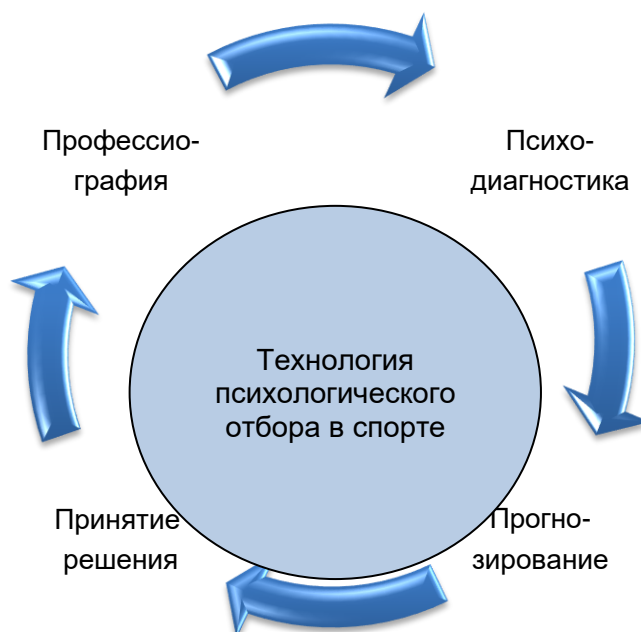 Профессио-
графия
Психо-
диагностика
Технология
психологического
отбора в спорте
Принятие
решения
Прогно-
зирование